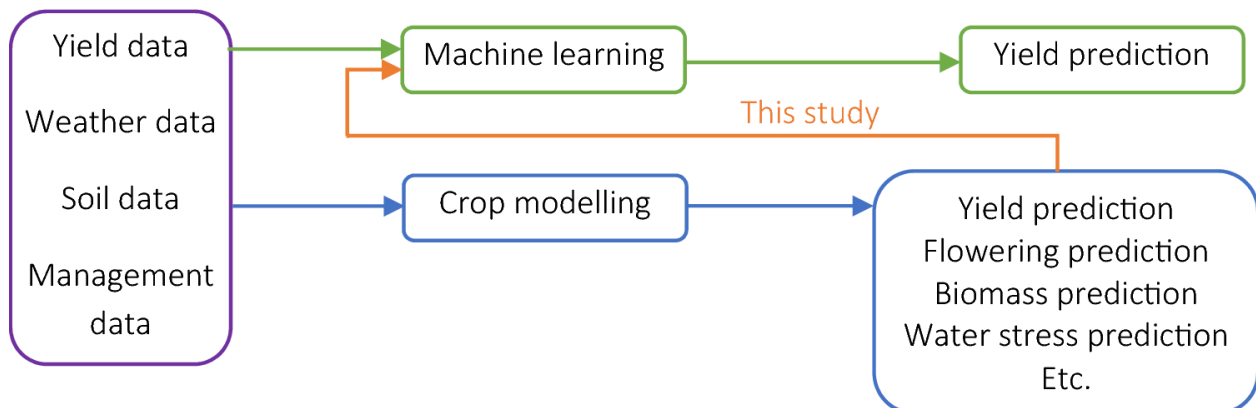 Yield data
Weather data
Soil data
Management
data
Machine learning
Yield prediction
This study
Crop modelling
Yield prediction
Flowering prediction
Biomass prediction
Water stress prediction
Etc.